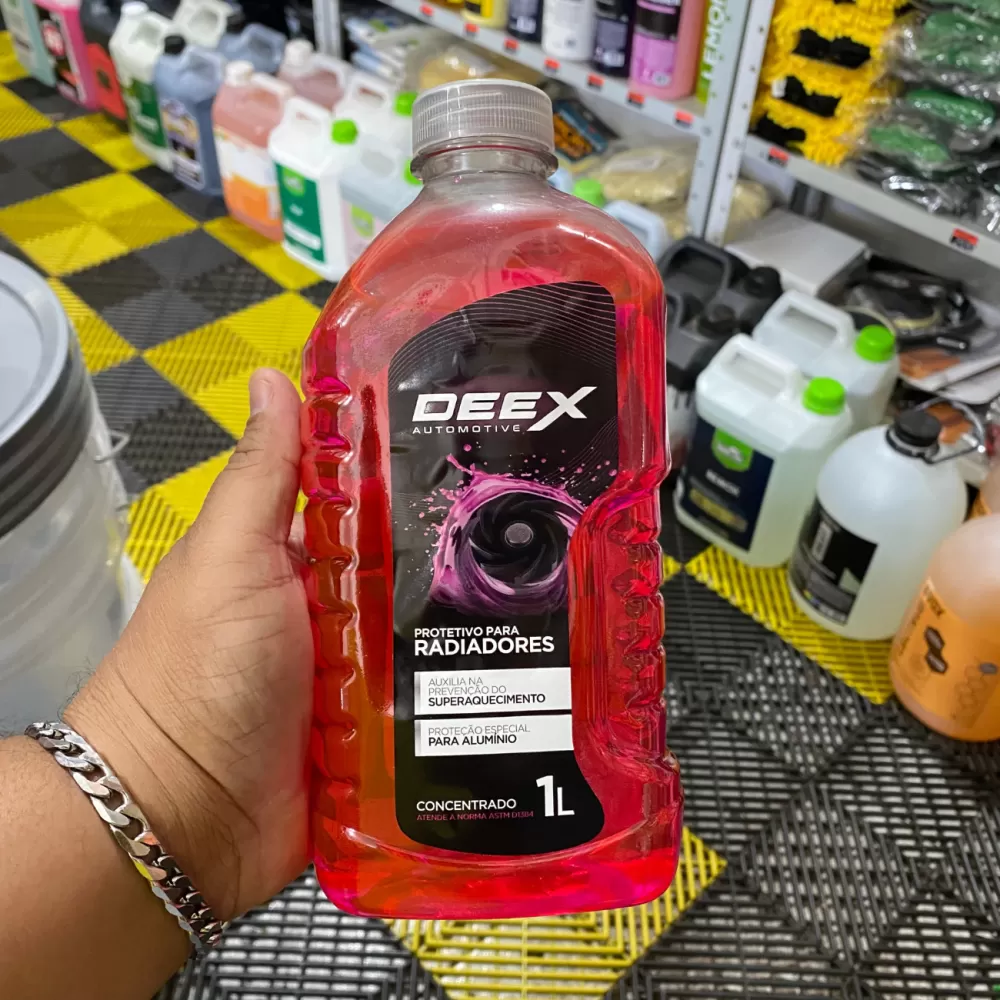 DEEX
AUTOMOTIVE
PROTETIVO PARA
RADIADORES
AUXILIA NA
PREVENÇÃO DO
SUPERAQUECIMENTO
PROTEÇÃO ESPECIAL
PARA ALUMÍNIO
CONCENTRADO 1L
ATENDE A NORMA ASTM D1384